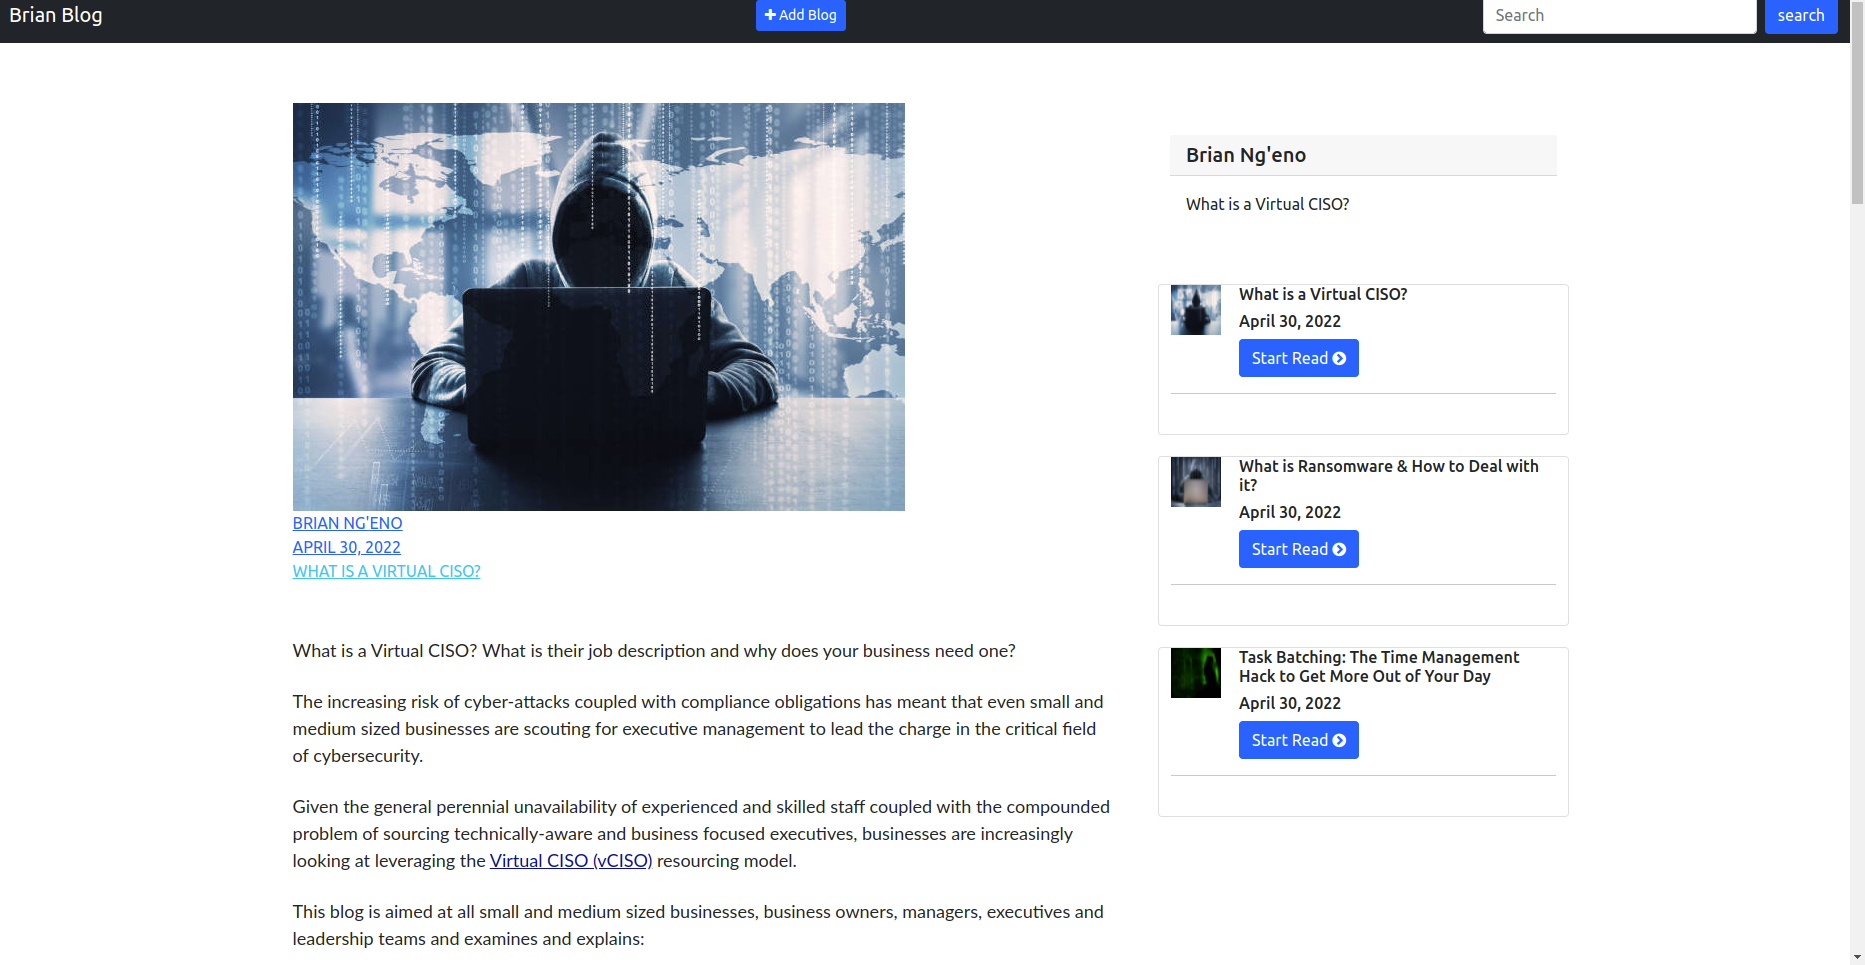 Brian Blog
Add Blog
Search
search
BRIAN NG'ENO
APRIL 30, 2022
WHAT IS A VIRTUAL CISO?
What is a Virtual CISO? What is their job description and why does your business need one?
The increasing risk of cyber-attacks coupled with compliance obligations has meant that even small and
medium sized businesses are scouting for executive management to lead the charge in the critical field
of cybersecurity.
Given the general perennial unavailability of experienced and skilled staff coupled with the compounded
problem of sourcing technically-aware and business focused executives, businesses are increasingly
looking at leveraging the Virtual CISO (vCISO) resourcing model.
This blog is aimed at all small and medium sized businesses, business owners, managers, executives and
leadership teams and examines and explains:
Brian Ng'eno
What is a Virtual CISO?
What is a Virtual CISO?
April 30, 2022
Start Read
What is Ransomware & How to Deal with
it?
April 30, 2022
Start Read
Task Batching: The Time Management
Hack to Get More Out of Your Day
April 30, 2022
Start Read